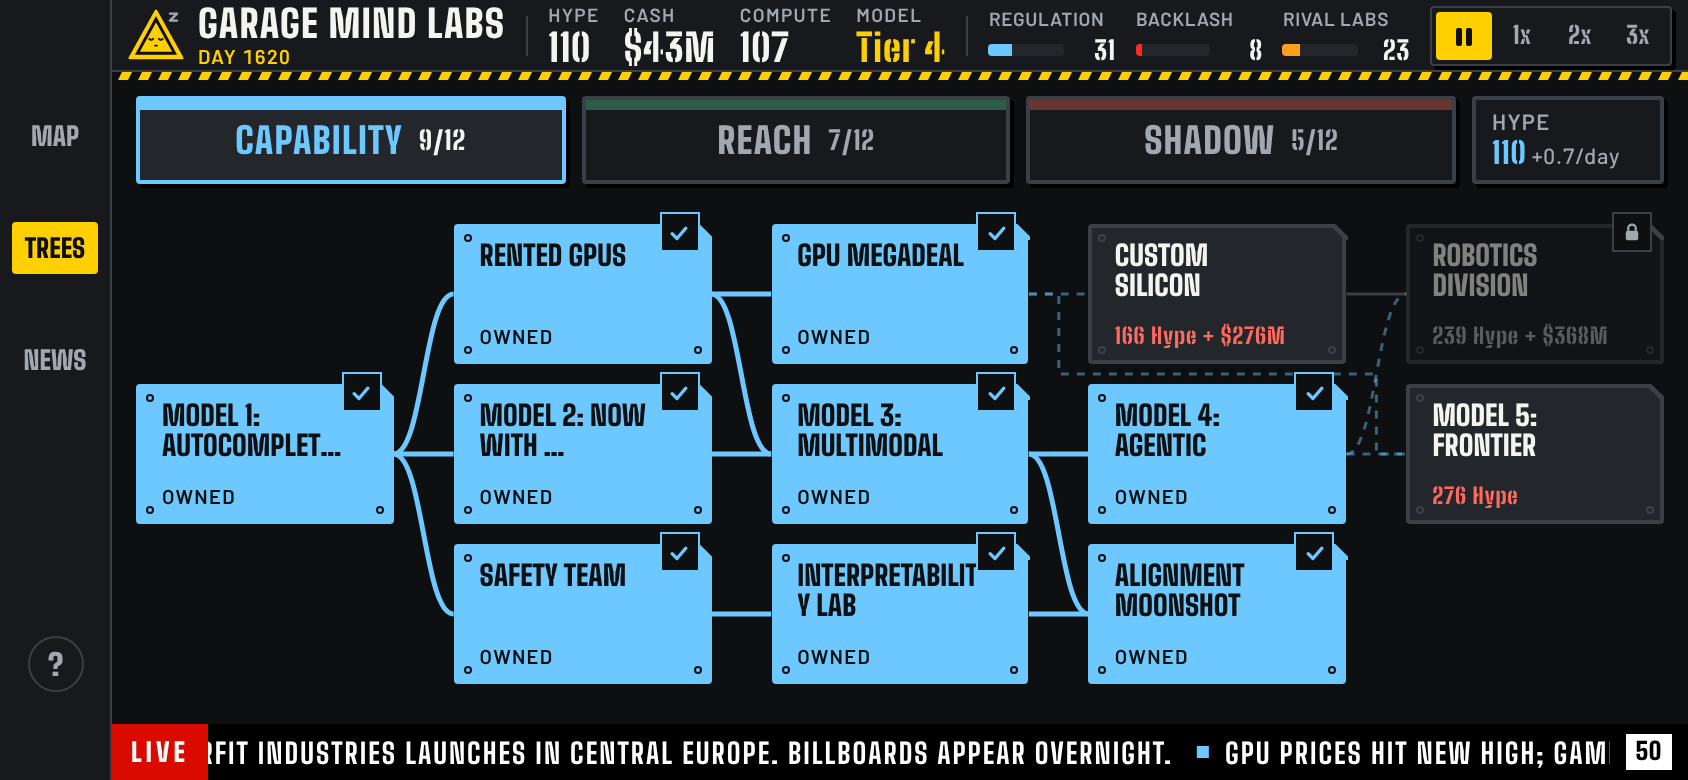 GARAGE MIND LABS
DAY 1620
HYPE
110
CASH
$43M
COMPUTE
107
MODEL
Tier 4
REGULATION
31
BACKLASH
8
RIVAL LABS
23
1x
2x
3x
MAP
TREES
NEWS
?
CAPABILITY 9/12
REACH 7/12
SHADOW 5/12
HYPE
110 +0.7/day
RENTED GPUS
OWNED
GPU MEGADEAL
OWNED
CUSTOM
SILICON
166 Hype + $276M
ROBOTICS
DIVISION
239 Hype + $368M
MODEL 1:
AUTOCOMPLET...
OWNED
MODEL 2: NOW
WITH ...
OWNED
MODEL 3:
MULTIMODAL
OWNED
MODEL 4:
AGENTIC
OWNED
MODEL 5:
FRONTIER
276 Hype
SAFETY TEAM
OWNED
INTERPRETABILIT
Y LAB
OWNED
ALIGNMENT
MOONSHOT
OWNED
LIVE
RFIT INDUSTRIES LAUNCHES IN CENTRAL EUROPE. BILLBOARDS APPEAR OVERNIGHT. ■ GPU PRICES HIT NEW HIGH; GAM
50